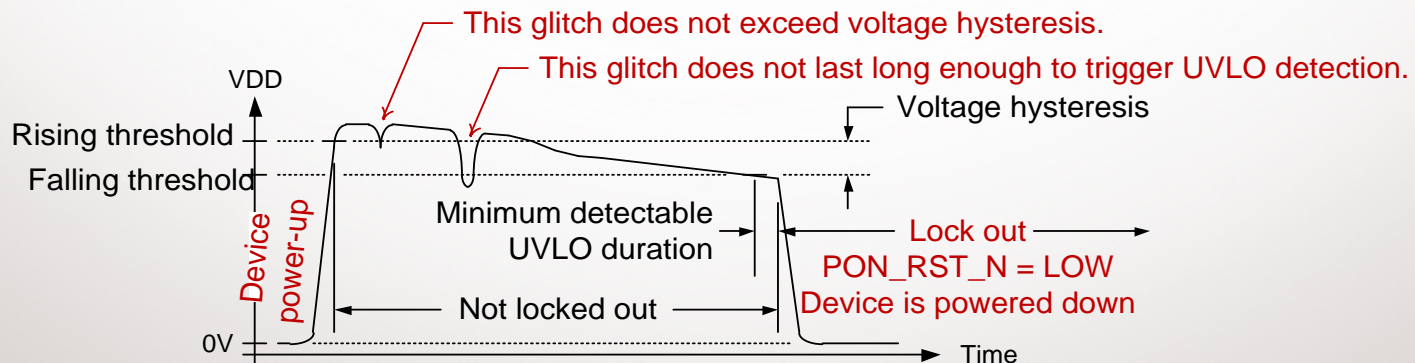 This glitch does not exceed voltage hysteresis.
This glitch does not last long enough to trigger UVLO detection.
VDD
Voltage hysteresis
Rising threshold
Falling threshold
Device
power-up
Minimum detectable
UVLO duration
Lock out
PON_RST_N = LOW
Device is powered down
Not locked out
0V
Time